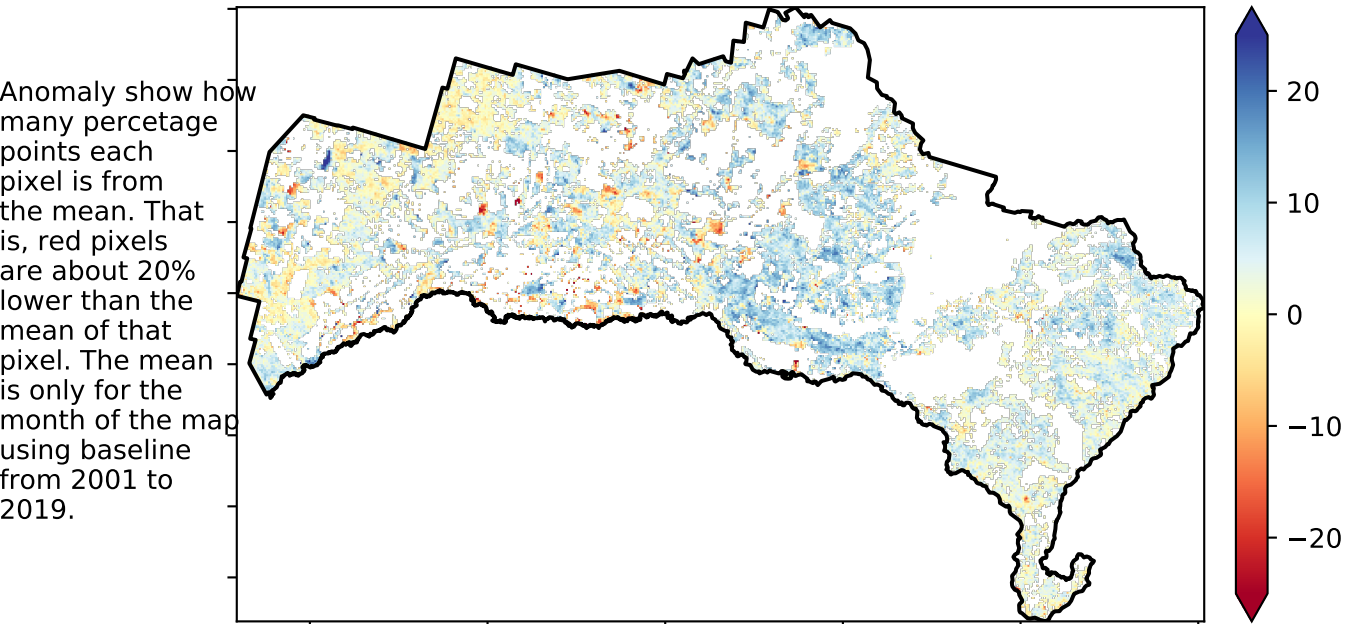 Anomaly show how
many percetage
points each
pixel is from
the mean. That
is, red pixels
are about 20%
lower than the
mean of that
pixel. The mean
is only for the
month of the map
using baseline
from 2001 to
2019.
20
10
0
−10
−20